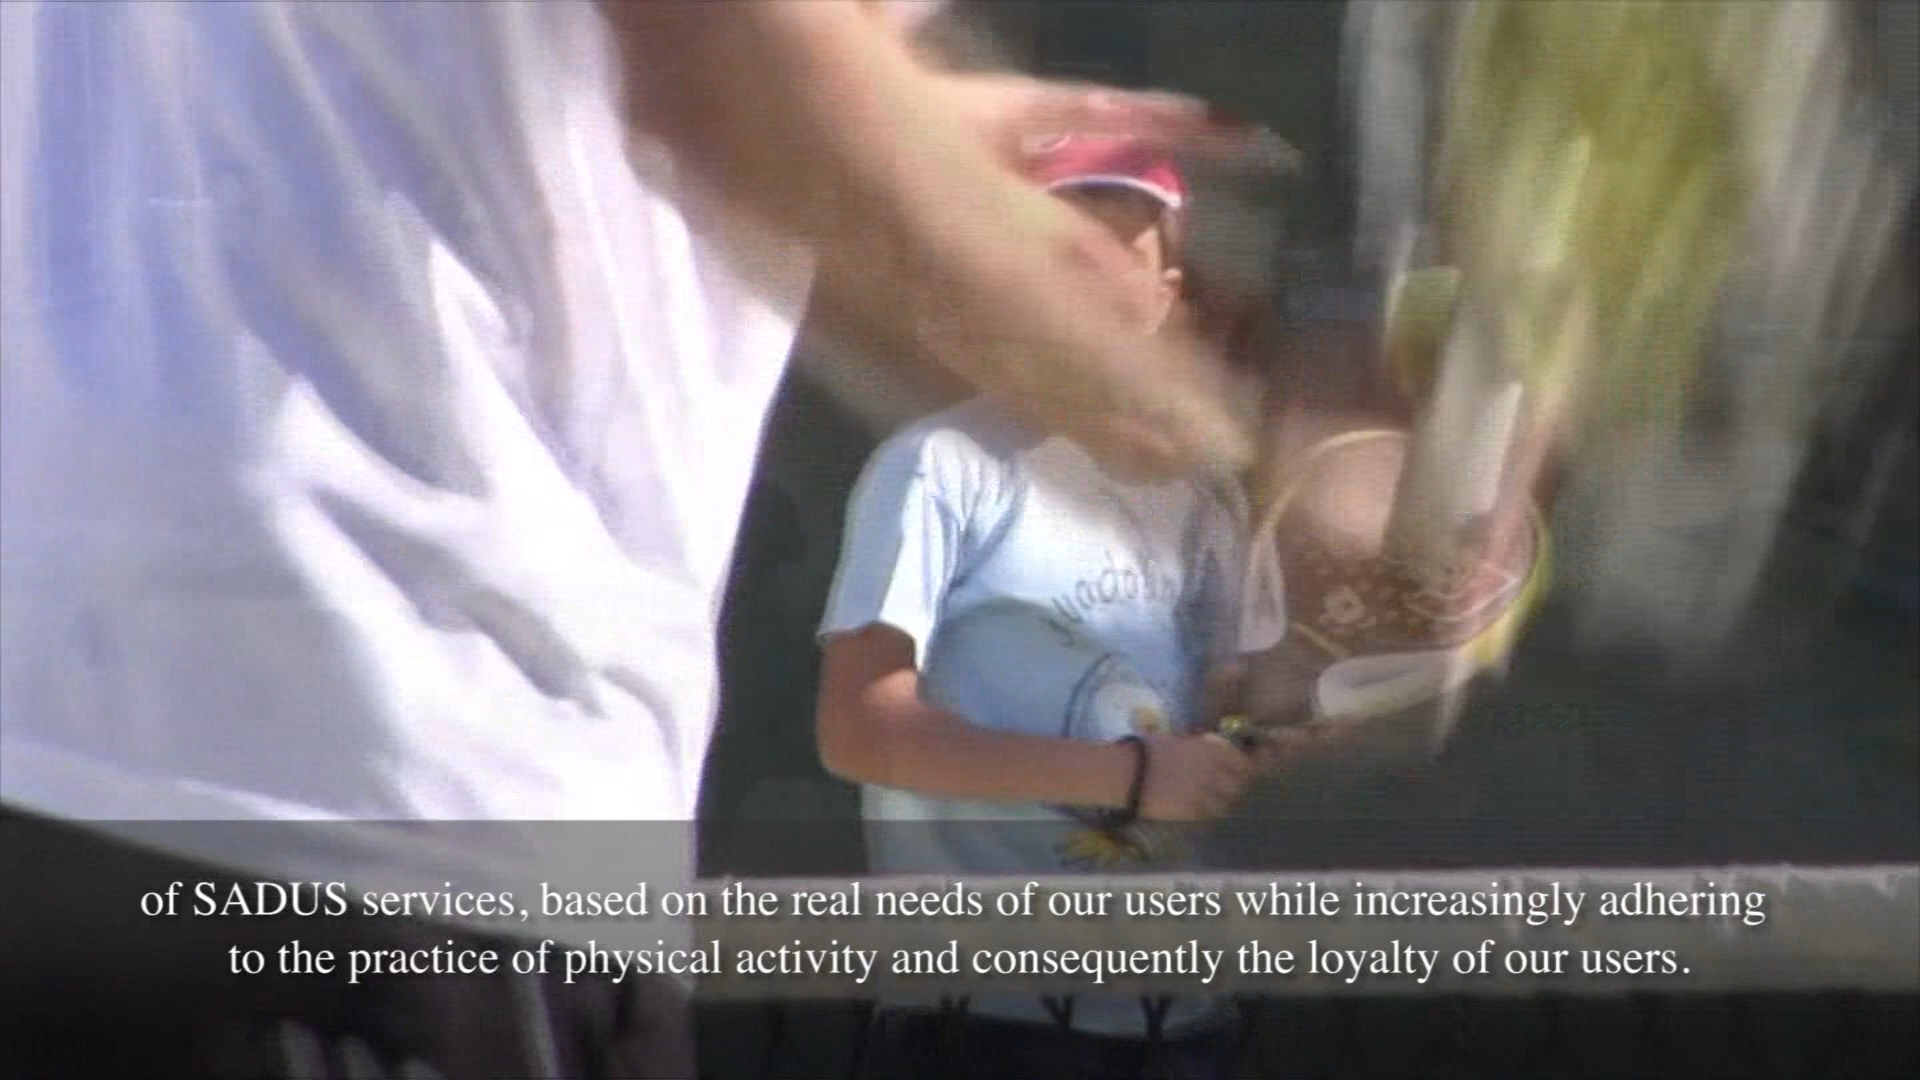 of SADUS services, based on the real needs of our users while increasingly adhering
to the practice of physical activity and consequently the loyalty of our users.